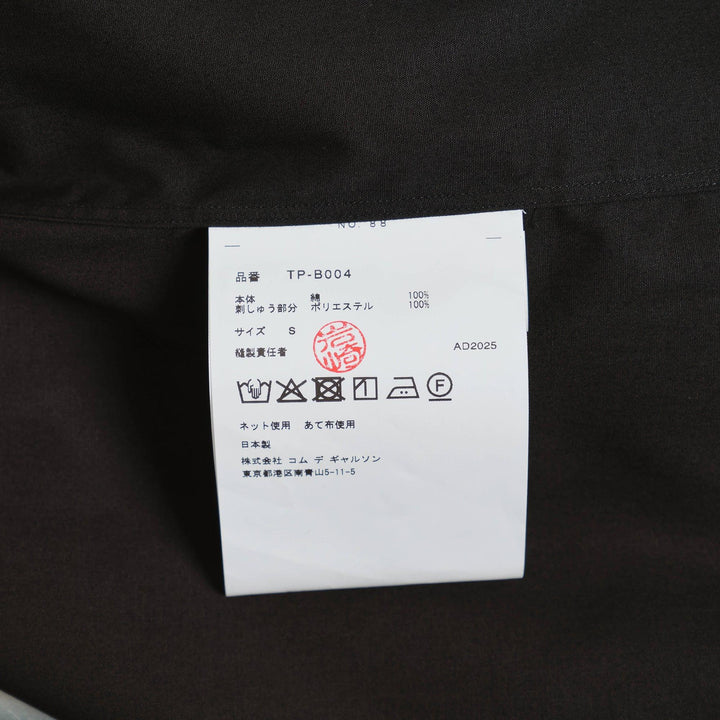 NO. 88
品番 TP-B004
本体 綿 100%
刺しゅう部分 ポリエステル 100%
サイズ S
縫製責任者 岩崎 AD2025
F
ネット使用 あて布使用
日本製
株式会社 コム デ ギャルソン
東京都港区南青山5-11-5